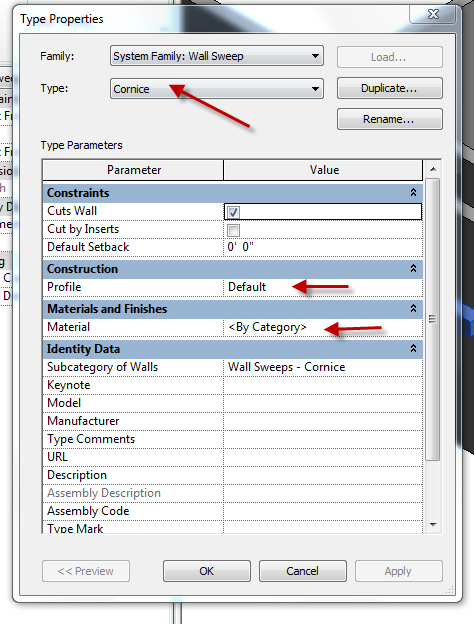 Type Properties
Family: System Family: Wall Sweep Load...
Type: Cornice Duplicate...
Rename...
Type Parameters
Parameter Value
Constraints
Cuts Wall
Cut by Inserts
Default Setback 0' 0"
Construction
Profile Default
Materials and Finishes
Material <By Category>
Identity Data
Subcategory of Walls Wall Sweeps - Cornice
Keynote
Model
Manufacturer
Type Comments
URL
Description
Assembly Description
Assembly Code
Type Mark
<< Preview OK Cancel Apply